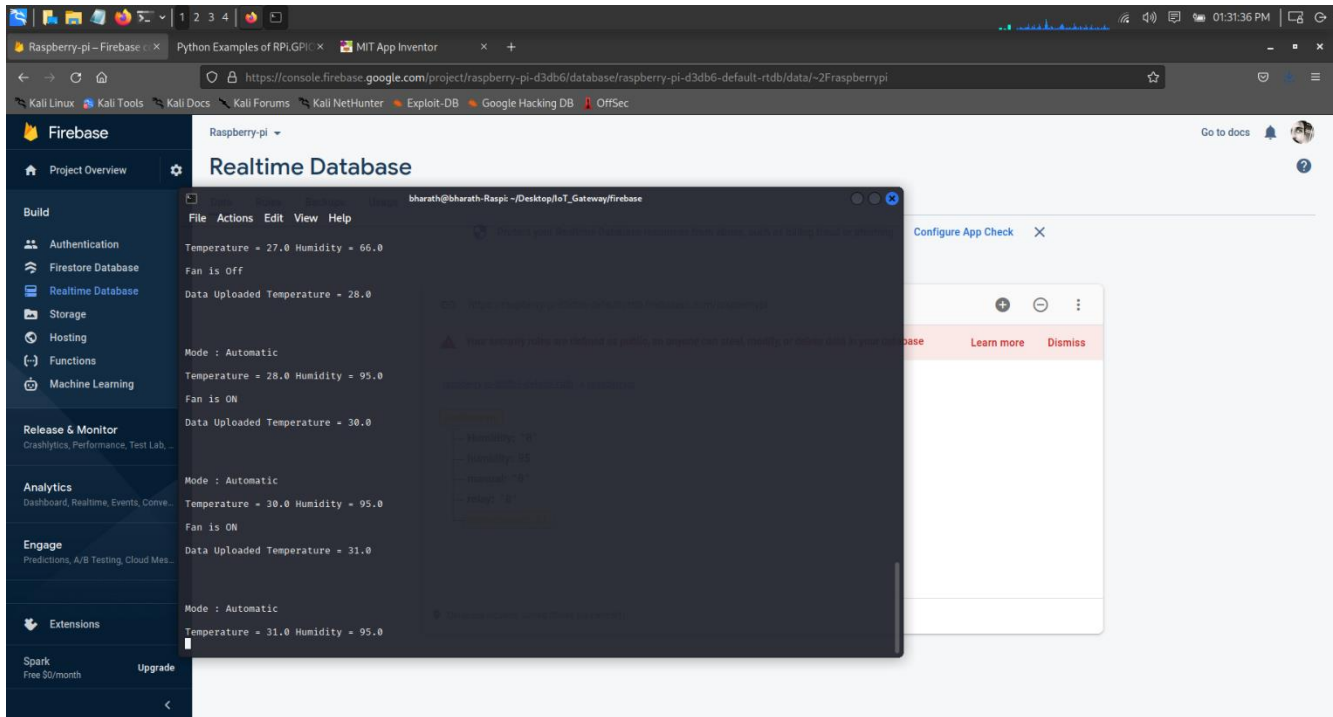 1 2 3 4
01:31:36 PM
Raspberry-pi – Firebase c
Python Examples of RPi.GPIO
MIT App Inventor
https://console.firebase.google.com/project/raspberry-pi-d3db6/database/raspberry-pi-d3db6-default-rtdb/data/~2Fraspberrypi
Kali Linux Kali Tools Kali Docs Kali Forums Kali NetHunter Exploit-DB Google Hacking DB OffSec
Firebase
Raspberry-pi
Go to docs
Project Overview
Realtime Database
Build
Authentication
Firestore Database
Realtime Database
Storage
Hosting
Functions
Machine Learning
Release & Monitor
Crashlytics, Performance, Test Lab, ...
Analytics
Dashboard, Realtime, Events, Conve...
Engage
Predictions, A/B Testing, Cloud Mes...
Extensions
Spark
Free $0/month
Upgrade
bharath@bharath-Raspi: ~/Desktop/IoT_Gateway/firebase
File Actions Edit View Help
Temperature = 27.0 Humidity = 66.0
Fan is Off
Data Uploaded Temperature = 28.0
Mode : Automatic
Temperature = 28.0 Humidity = 95.0
Fan is ON
Data Uploaded Temperature = 30.0
Mode : Automatic
Temperature = 30.0 Humidity = 95.0
Fan is ON
Data Uploaded Temperature = 31.0
Mode : Automatic
Temperature = 31.0 Humidity = 95.0
Configure App Check
Learn more
Dismiss